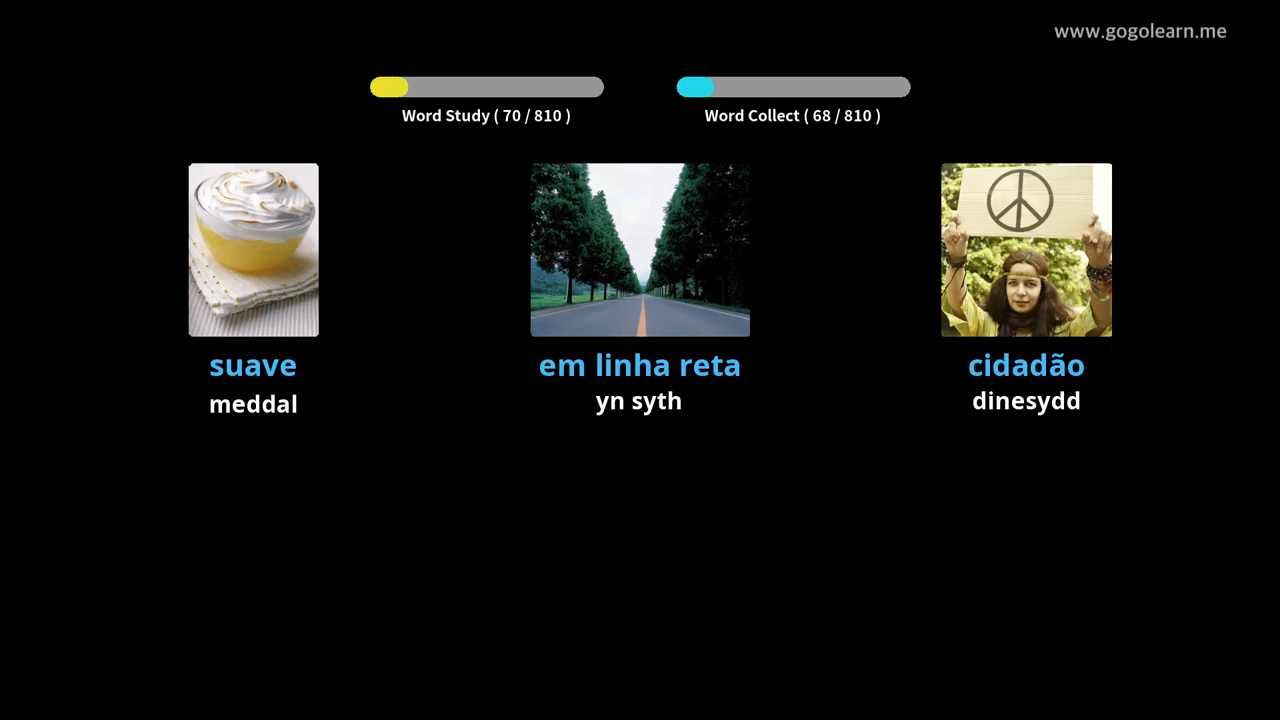 www.gogolearn.me
Word Study ( 70 / 810 )
Word Collect ( 68 / 810 )
suave
meddal
em linha reta
yn syth
cidadão
dinesydd